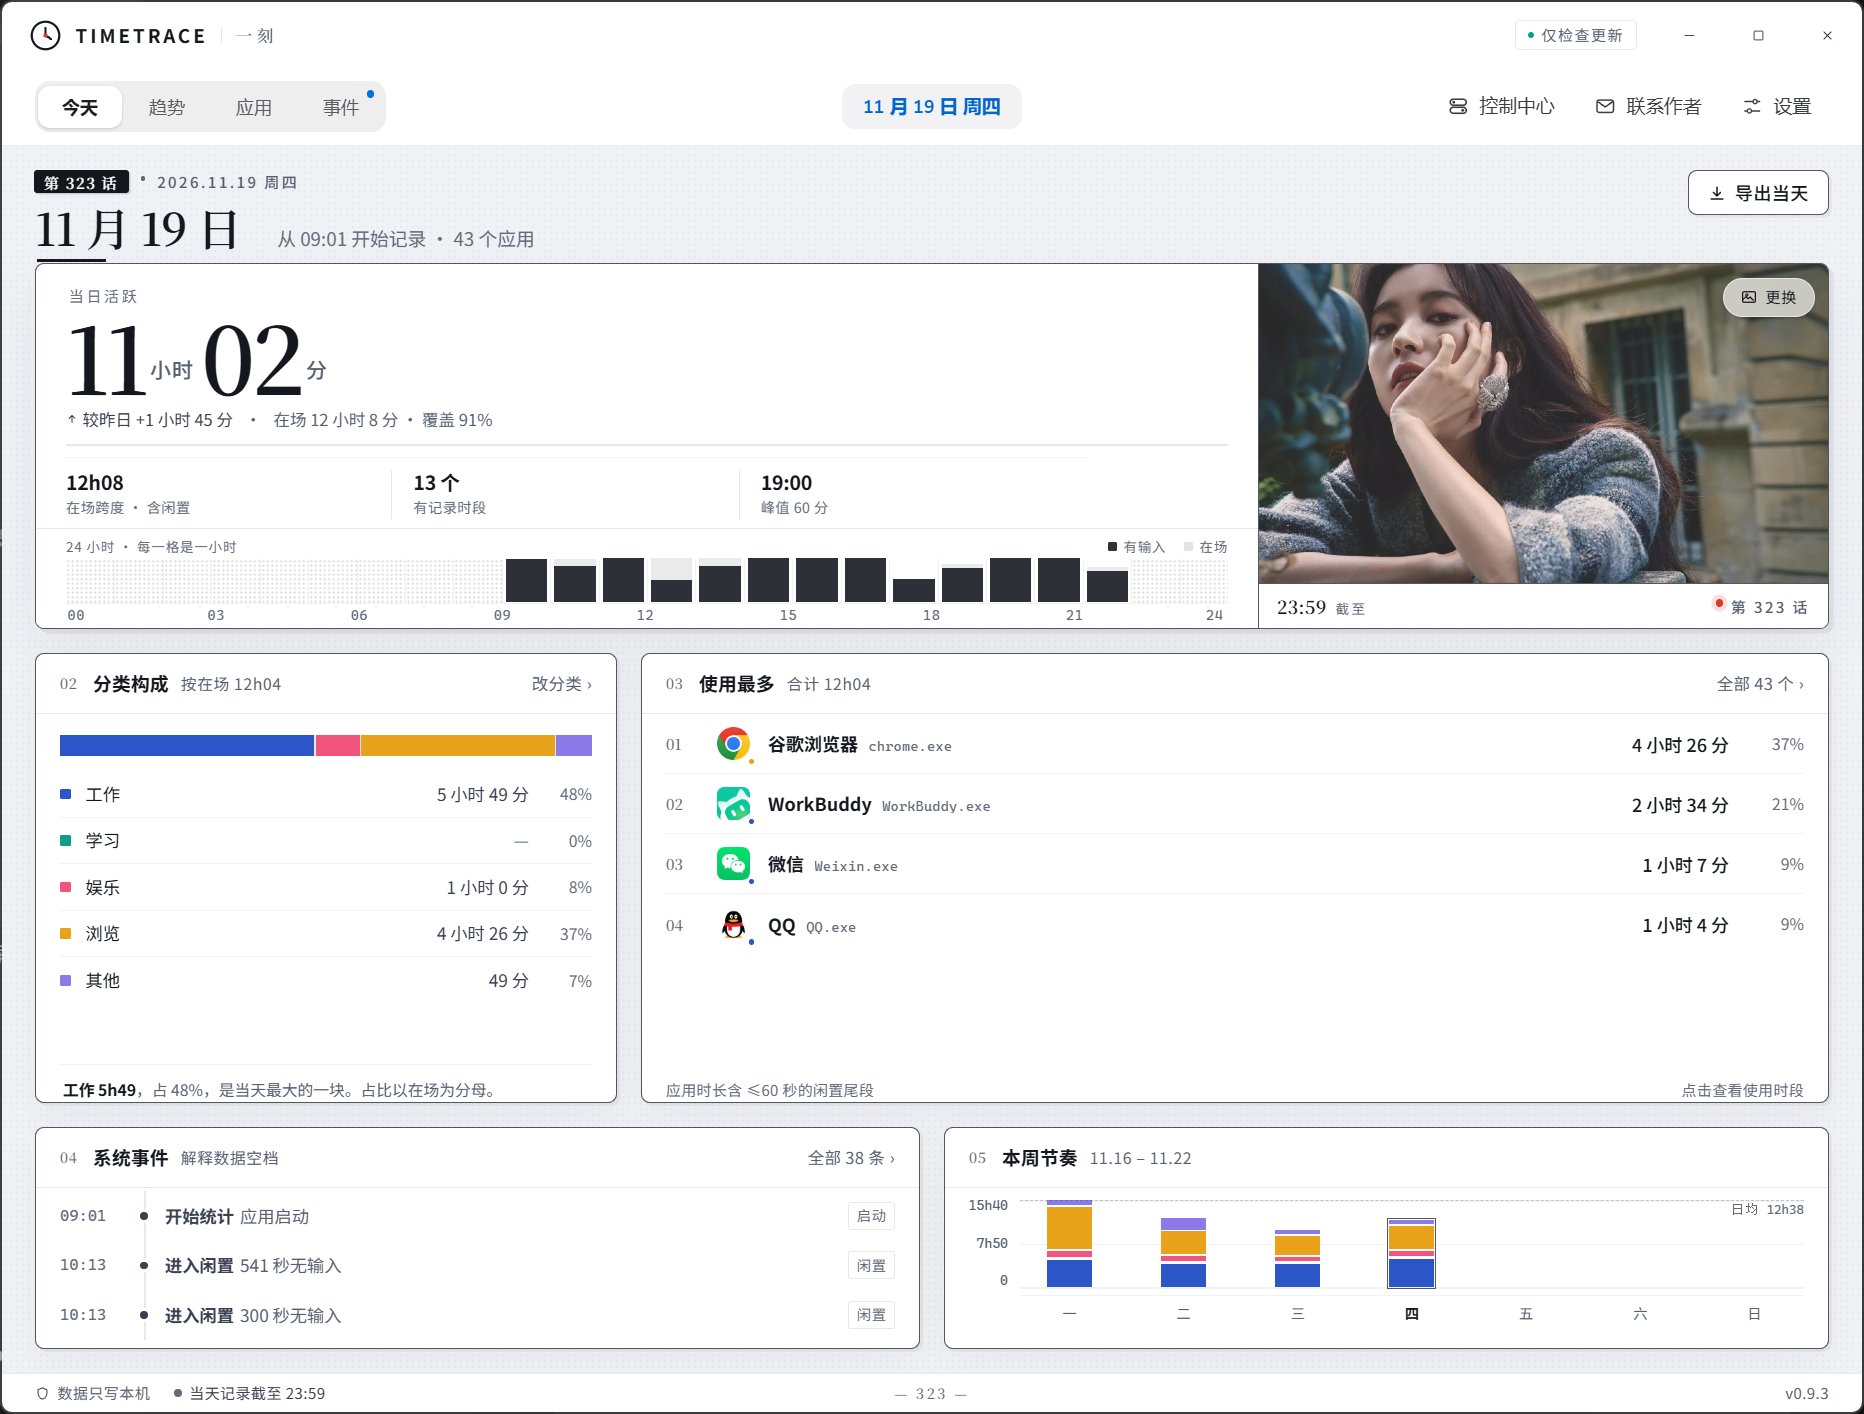 TIMETRACE 一刻
仅检查更新
今天 趋势 应用 事件
11 月 19 日 周四
控制中心 联系作者 设置
第 323 话 • 2026.11.19 周四
导出当天
11 月 19 日 从 09:01 开始记录 • 43 个应用
当日活跃
更换
11 小时 02 分
↑ 较昨日 +1 小时 45 分 • 在场 12 小时 8 分 • 覆盖 91%
12h08 13 个 19:00
在场跨度 • 含闲置 有记录时段 峰值 60 分
24 小时 • 每一格是一小时 有输入 在场
00 03 06 09 12 15 18 21 24
23:59 截至 第 323 话
02 分类构成 按在场 12h04 改分类 ›
工作 5 小时 49 分 48%
学习 — 0%
娱乐 1 小时 0 分 8%
浏览 4 小时 26 分 37%
其他 49 分 7%
工作 5h49，占 48%，是当天最大的一块。占比以在场为分母。
03 使用最多 合计 12h04 全部 43 个 ›
01 谷歌浏览器 chrome.exe 4 小时 26 分 37%
02 WorkBuddy WorkBuddy.exe 2 小时 34 分 21%
03 微信 Weixin.exe 1 小时 7 分 9%
04 QQ QQ.exe 1 小时 4 分 9%
应用时长含 ≤60 秒的闲置尾段 点击查看使用时段
04 系统事件 解释数据空档 全部 38 条 ›
09:01 开始统计 应用启动 启动
10:13 进入闲置 541 秒无输入 闲置
10:13 进入闲置 300 秒无输入 闲置
05 本周节奏 11.16 – 11.22
15h40
日均 12h38
7h50
0
一 二 三 四 五 六 日
数据只写本机 当天记录截至 23:59 — 323 — v0.9.3